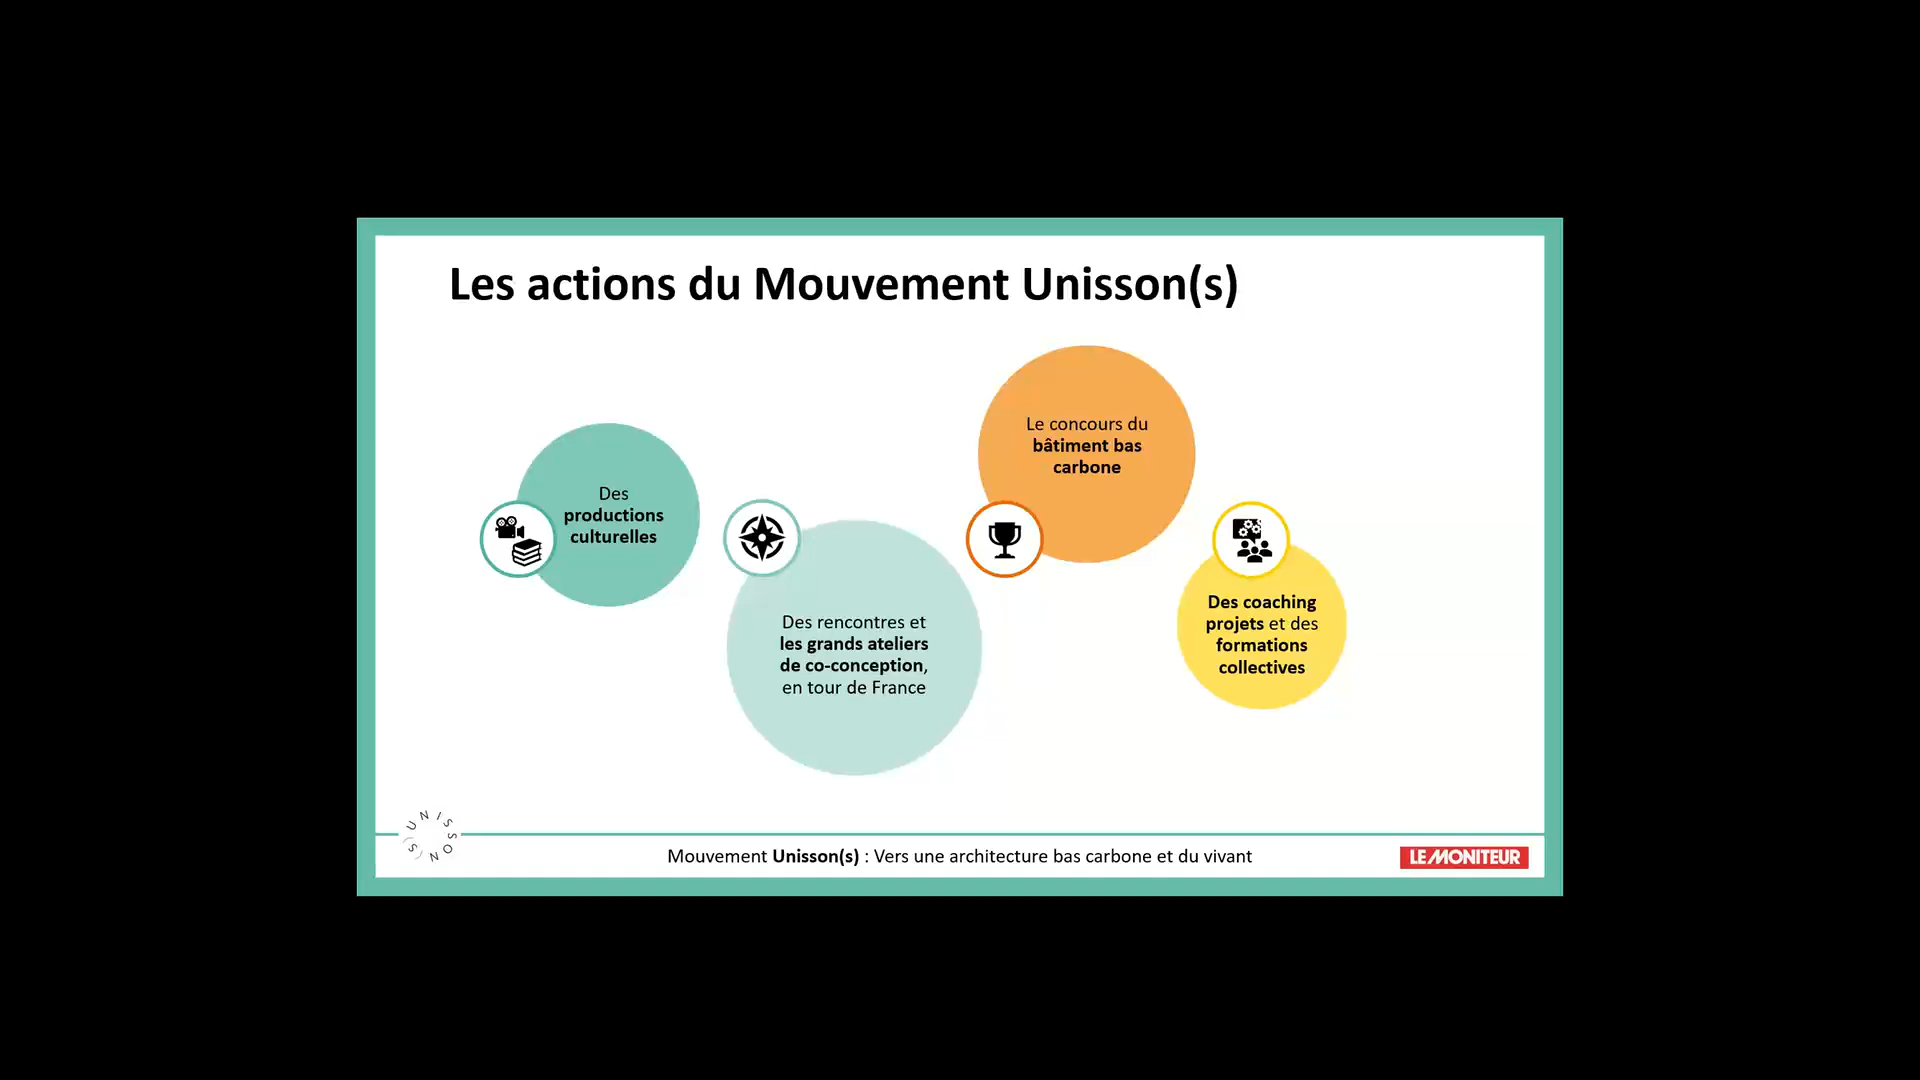 Les actions du Mouvement Unisson(s)
Des
productions
culturelles
Des rencontres et
les grands ateliers
de co-conception,
en tour de France
Le concours du
bâtiment bas
carbone
Des coaching
projets et des
formations
collectives
UNISSON(S)
Mouvement Unisson(s) : Vers une architecture bas carbone et du vivant
LE MONITEUR